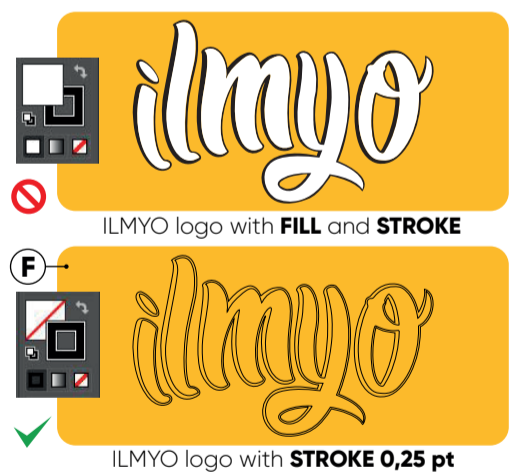 ilmyo
ILMYO logo with FILL and STROKE
F
ilmyo
ILMYO logo with STROKE 0,25 pt